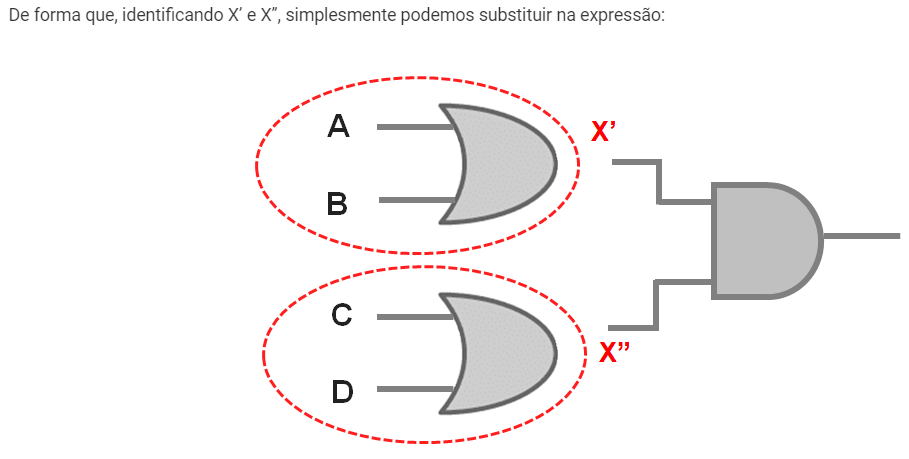 De forma que, identificando X’ e X”, simplesmente podemos substituir na expressão:
A
X’
B
C
X”
D